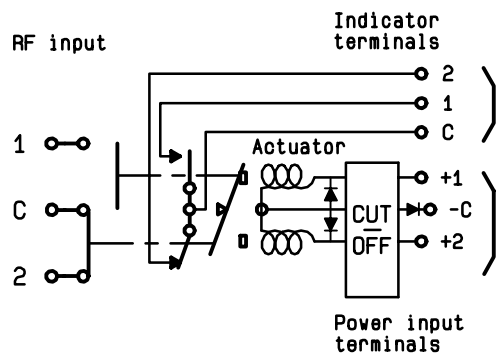 Indicator
terminals
RF input
2
1
C
Actuator
1
+1
C
CUT
-C
OFF
+2
2
Power input
terminals